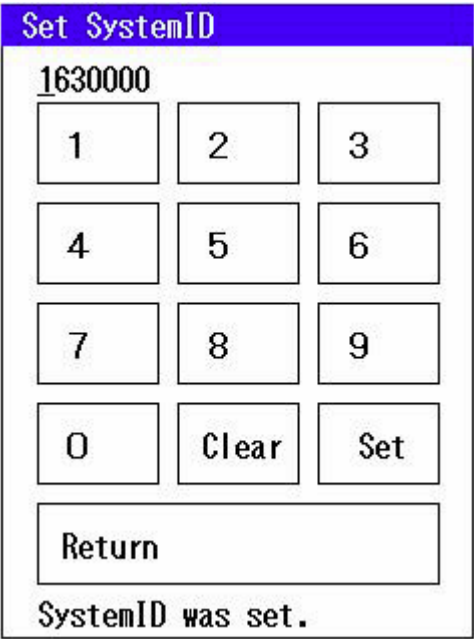 Set SystemID
1630000
1 2 3
4 5 6
7 8 9
0 Clear Set
Return
SystemID was set.